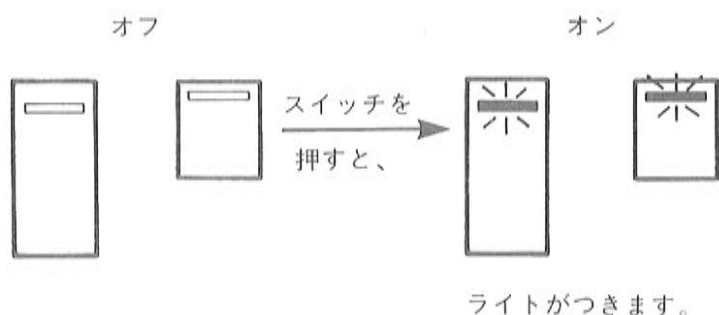 オフ
オン
スイッチを
押すと、
ライトがつきます。